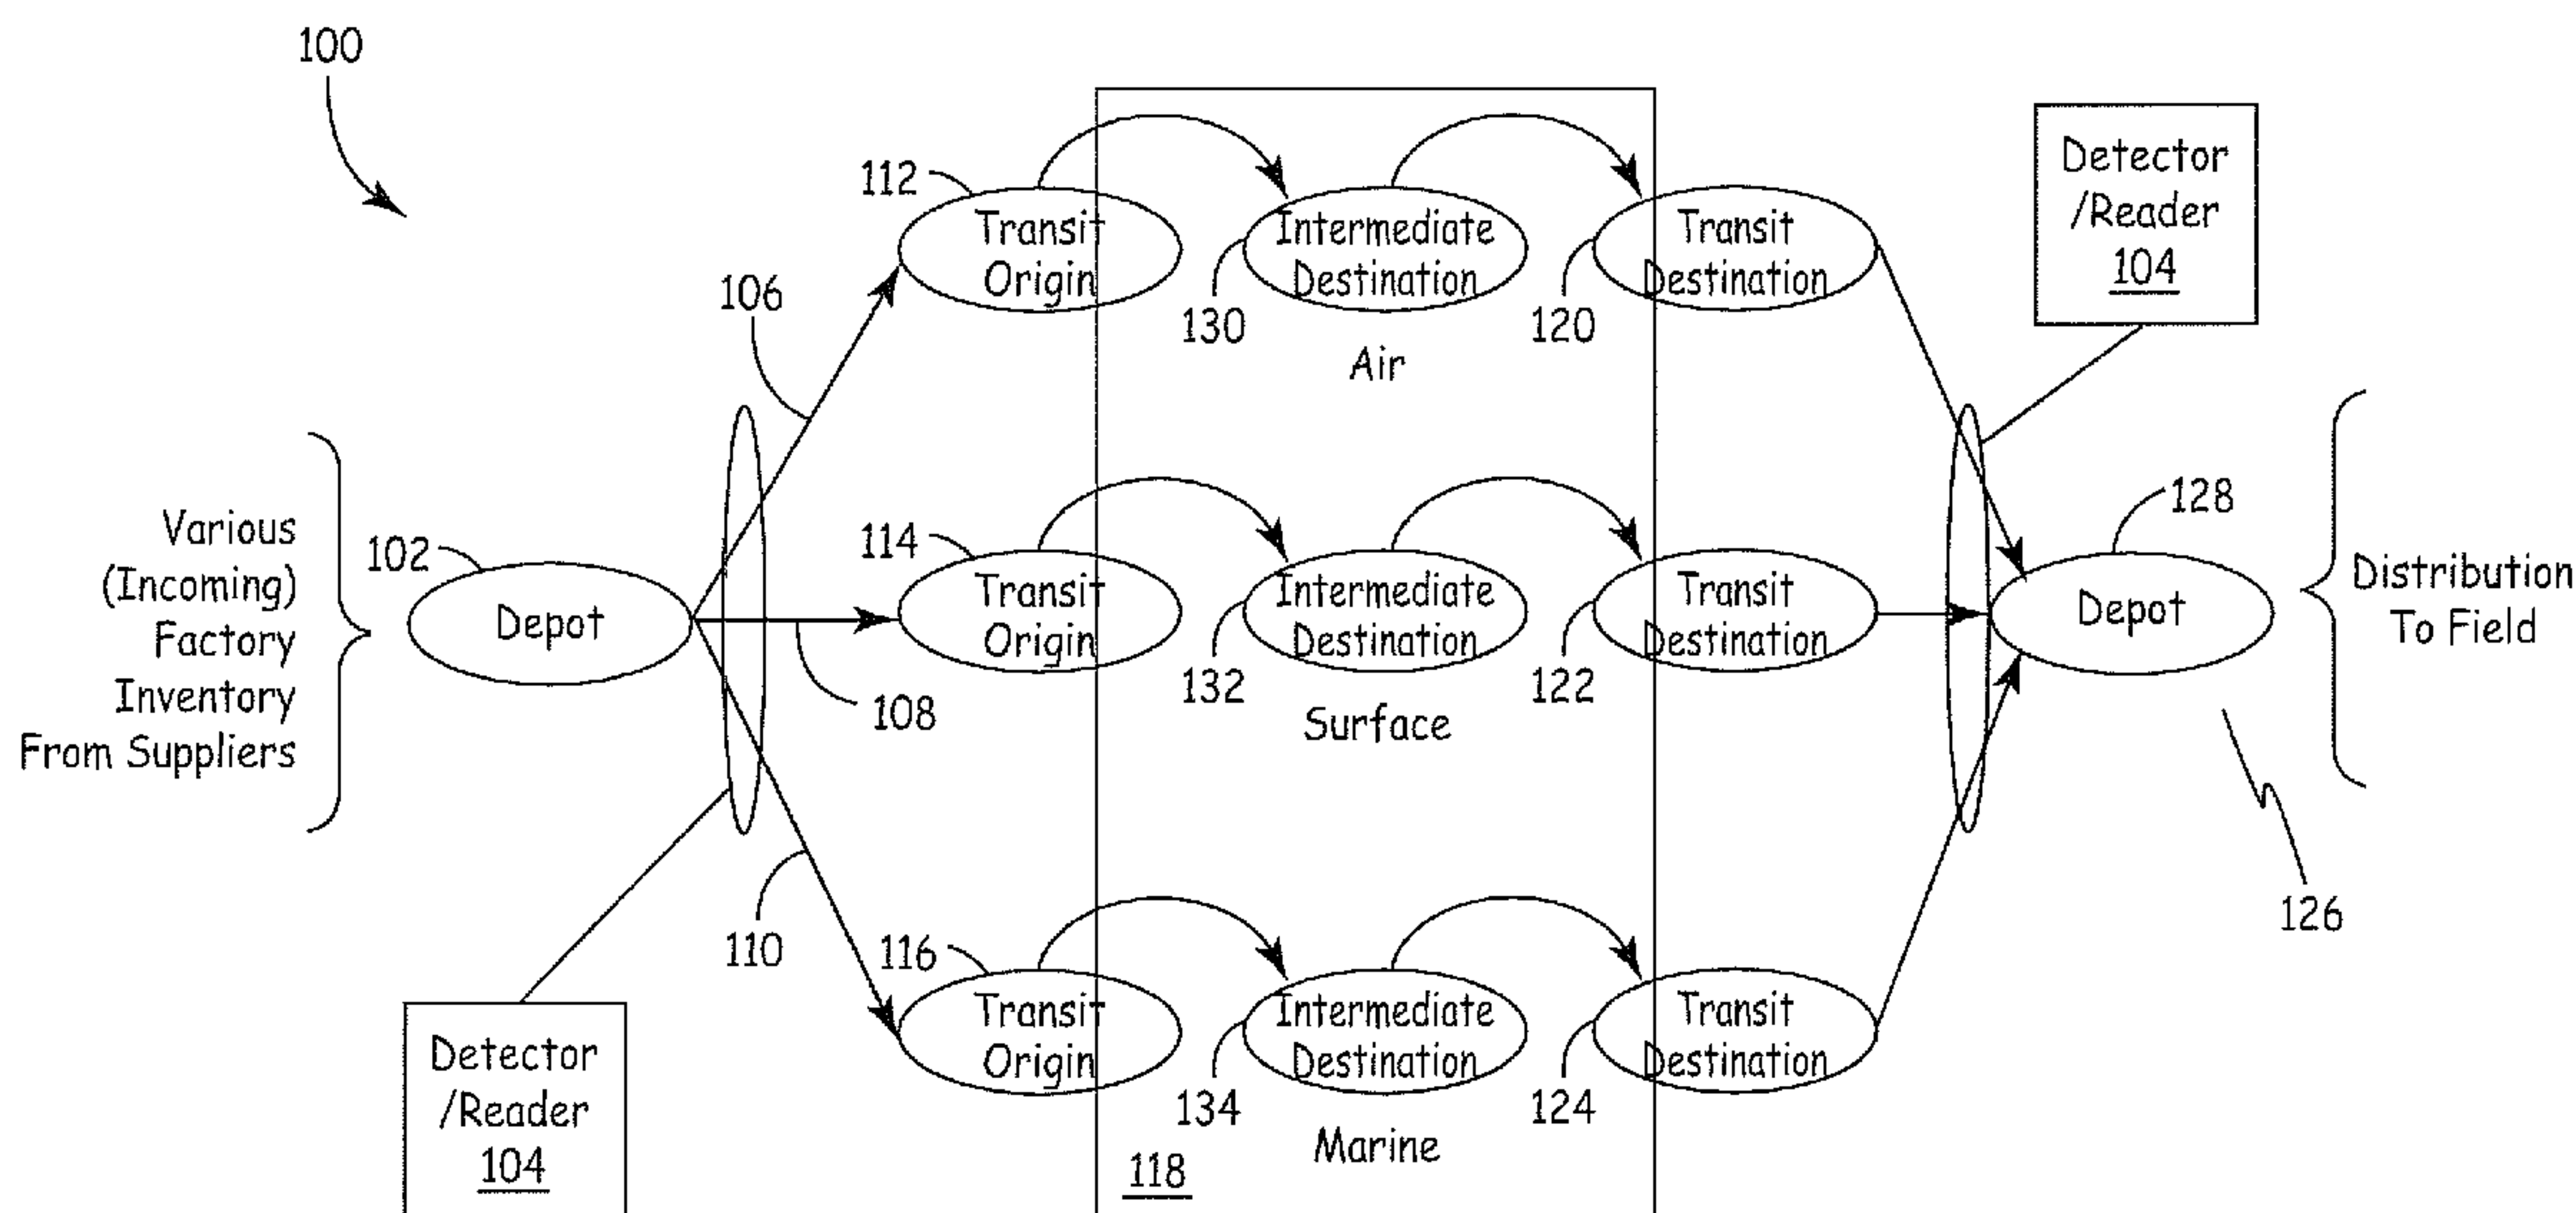 100
Various
(Incoming)
Factory
Inventory
From Suppliers
102
Depot
Detector
/Reader
104
106
108
110
112
Transit
Origin
130
Intermediate
Destination
120
Transit
Destination
Air
114
Transit
Origin
132
Intermediate
Destination
122
Transit
Destination
Surface
116
Transit
Origin
134
Intermediate
Destination
124
Transit
Destination
Marine
118
Detector
/Reader
104
128
Depot
126
Distribution
To Field